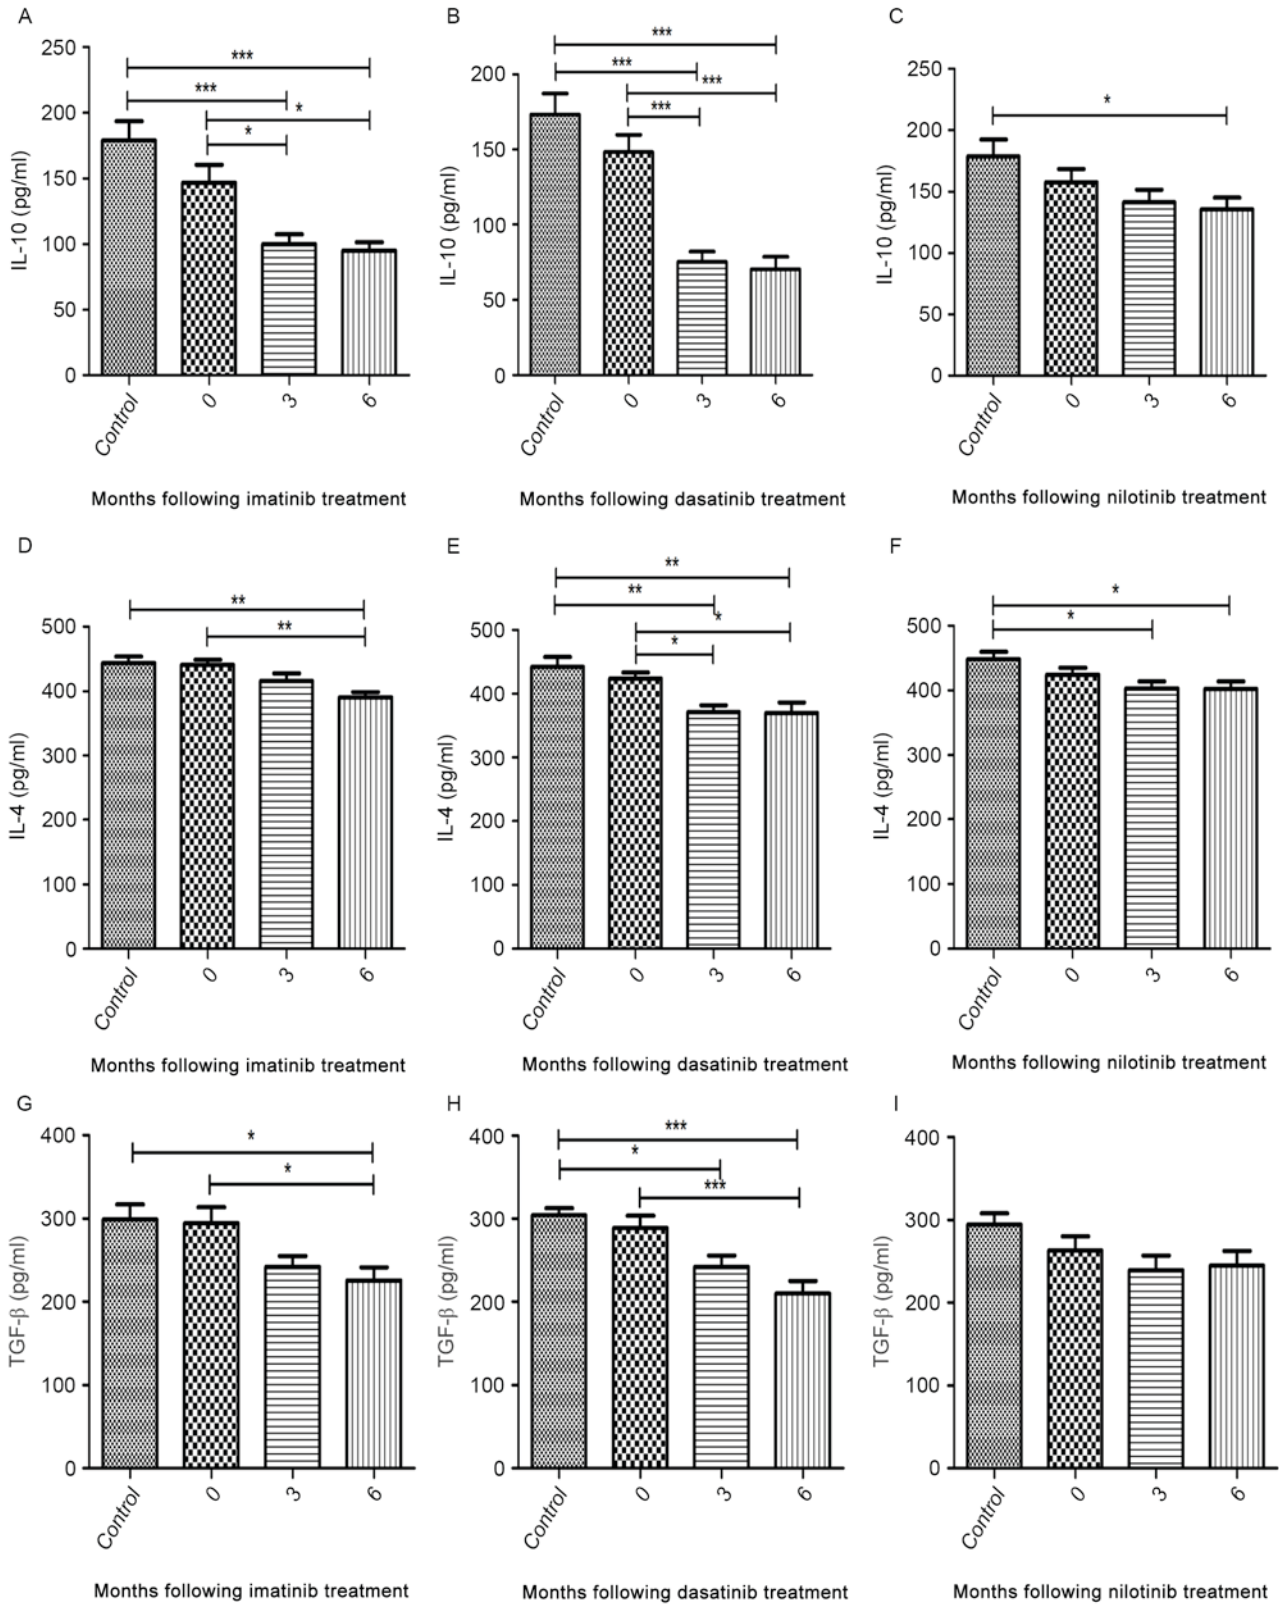 A
250
200
150
100
50
0
IL-10 (pg/ml)
***
***
*
*
Control
0
3
6
Months following imatinib treatment
B
200
150
100
50
0
IL-10 (pg/ml)
***
***
***
***
Control
0
3
6
Months following dasatinib treatment
C
250
200
150
100
50
0
IL-10 (pg/ml)
*
Control
0
3
6
Months following nilotinib treatment
D
500
400
300
200
100
0
IL-4 (pg/ml)
**
**
Control
0
3
6
Months following imatinib treatment
E
500
400
300
200
100
0
IL-4 (pg/ml)
**
**
*
*
Control
0
3
6
Months following dasatinib treatment
F
500
400
300
200
100
0
IL-4 (pg/ml)
*
*
Control
0
3
6
Months following nilotinib treatment
G
400
300
200
100
0
TGF-β (pg/ml)
*
*
Control
0
3
6
Months following imatinib treatment
H
400
300
200
100
0
TGF-β (pg/ml)
***
*
***
Control
0
3
6
Months following dasatinib treatment
I
400
300
200
100
0
TGF-β (pg/ml)
Control
0
3
6
Months following nilotinib treatment